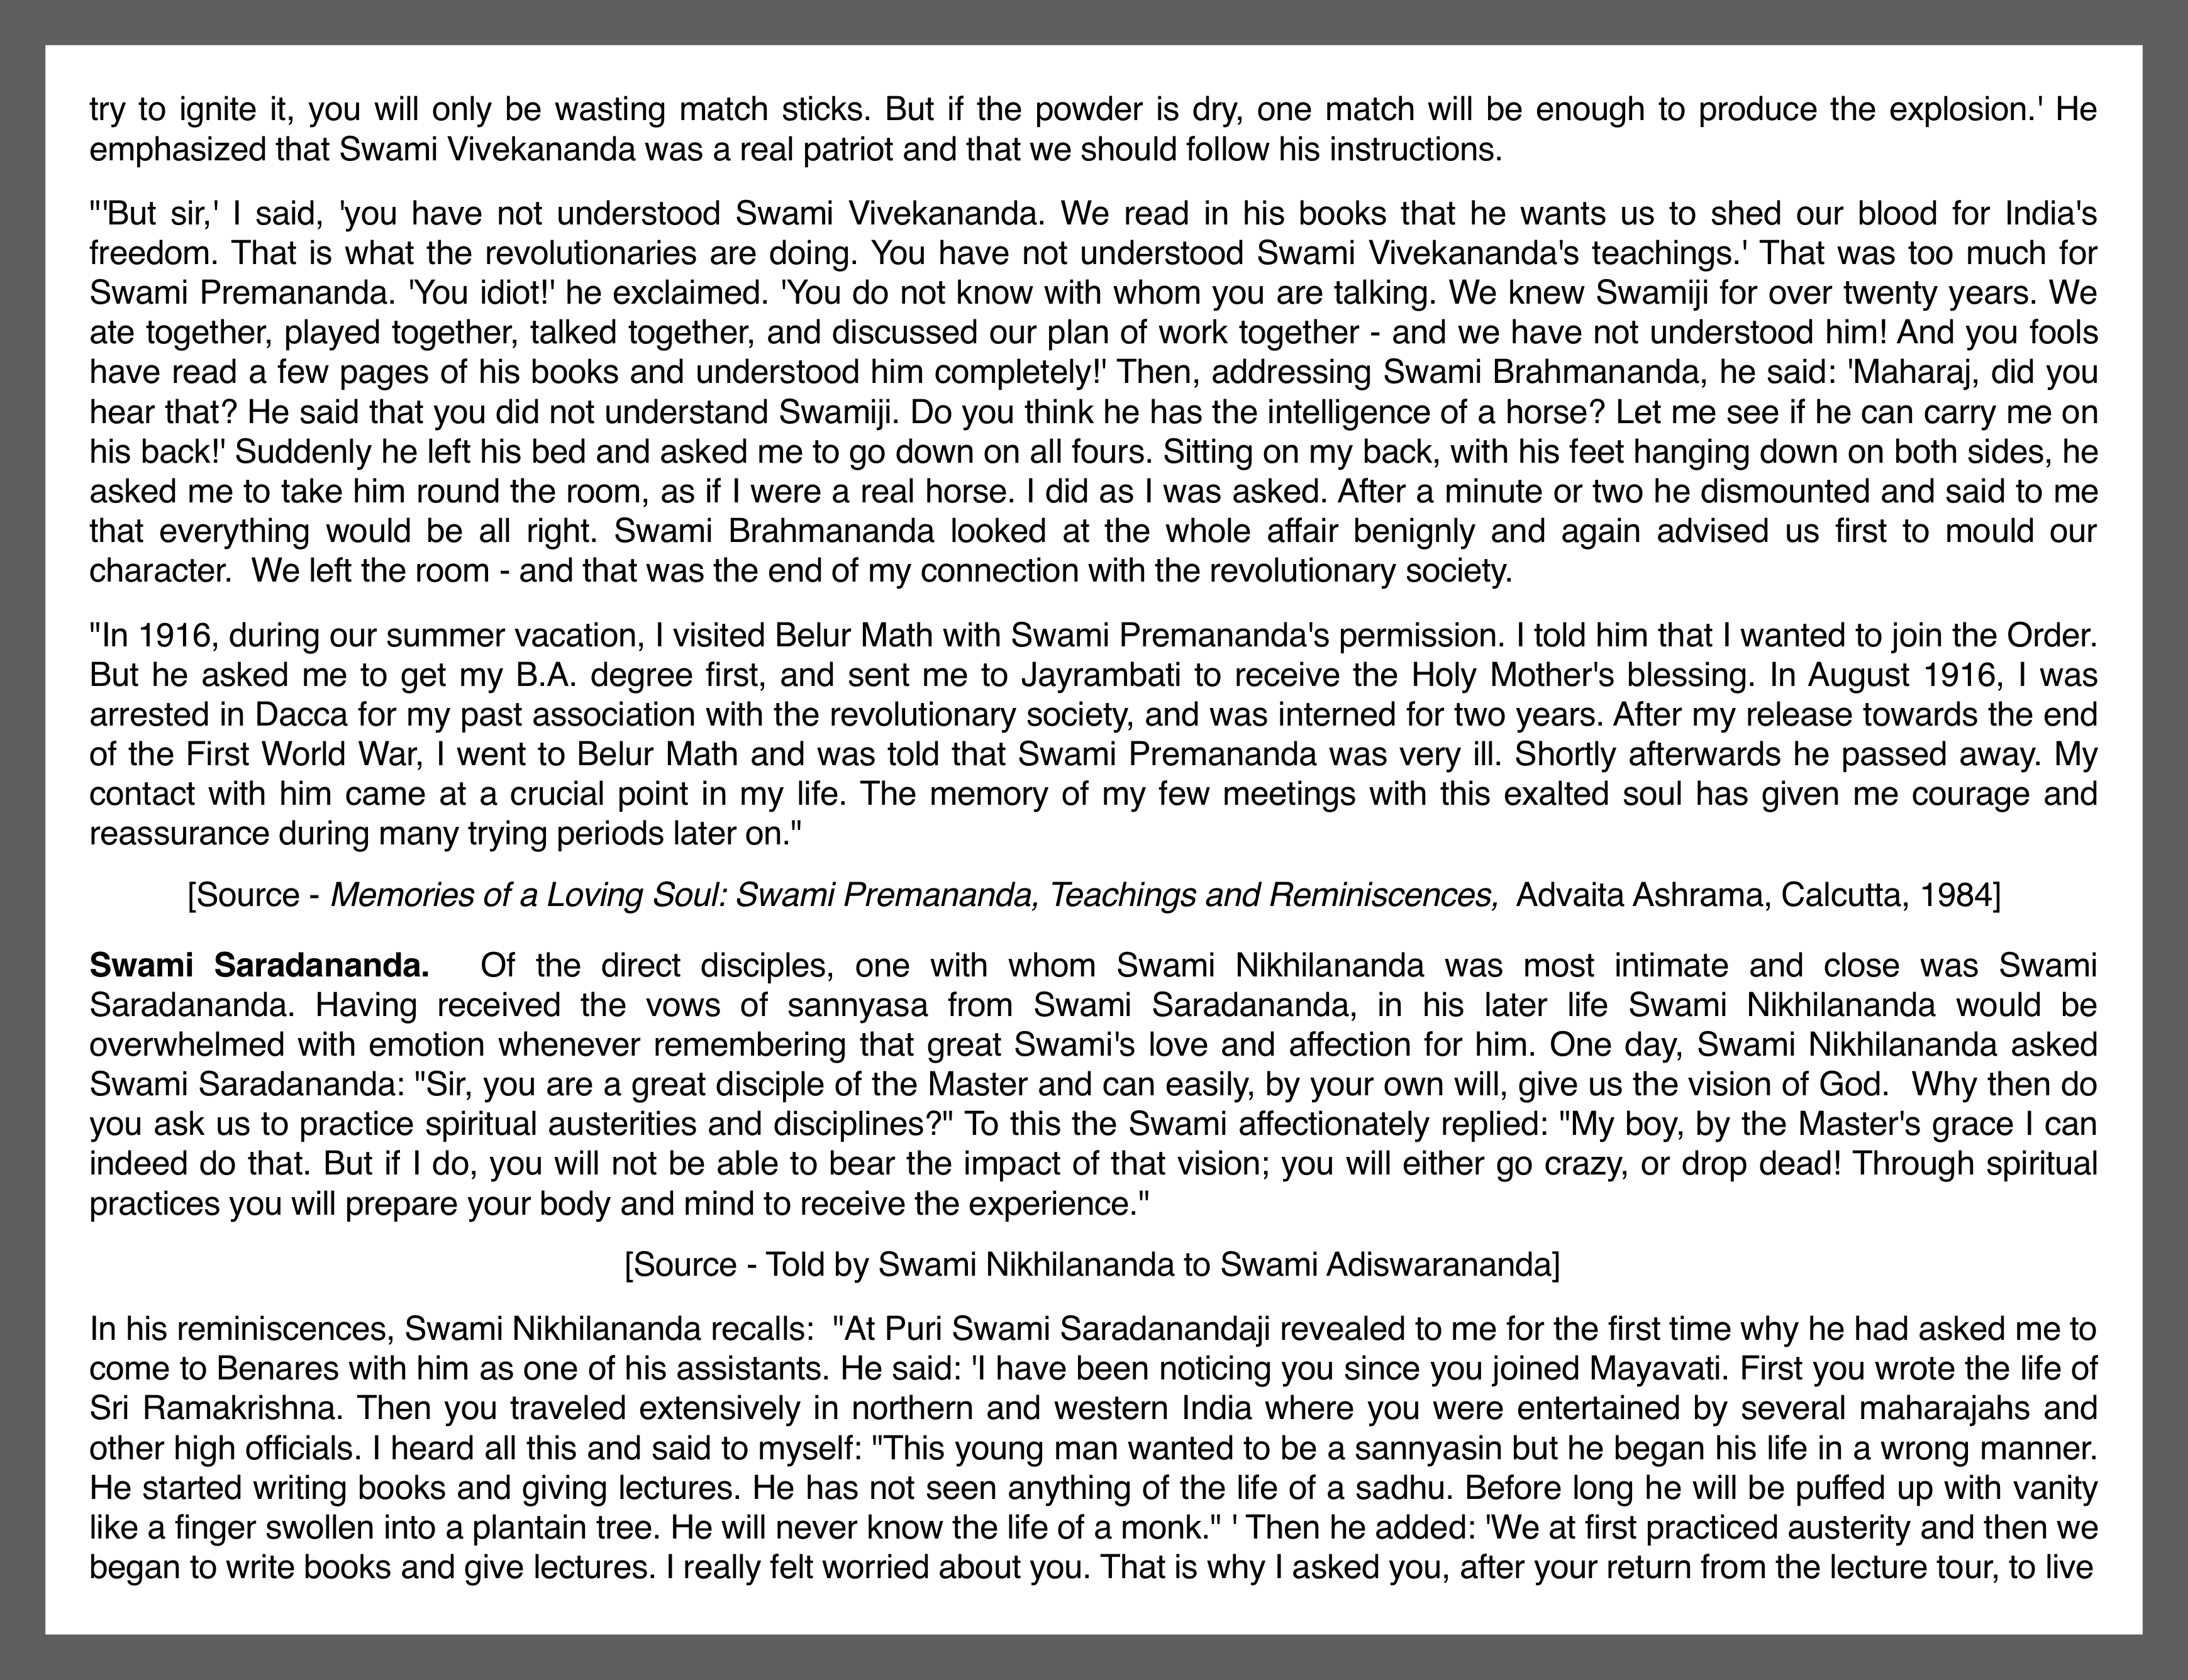 try to ignite it, you will only be wasting match sticks. But if the powder is dry, one match will be enough to produce the explosion.' He
emphasized that Swami Vivekananda was a real patriot and that we should follow his instructions.
"'But sir,' I said, 'you have not understood Swami Vivekananda. We read in his books that he wants us to shed our blood for India's
freedom. That is what the revolutionaries are doing. You have not understood Swami Vivekananda's teachings.' That was too much for
Swami Premananda. 'You idiot!' he exclaimed. 'You do not know with whom you are talking. We knew Swamiji for over twenty years. We
ate together, played together, talked together, and discussed our plan of work together - and we have not understood him! And you fools
have read a few pages of his books and understood him completely!' Then, addressing Swami Brahmananda, he said: 'Maharaj, did you
hear that? He said that you did not understand Swamiji. Do you think he has the intelligence of a horse? Let me see if he can carry me on
his back!' Suddenly he left his bed and asked me to go down on all fours. Sitting on my back, with his feet hanging down on both sides, he
asked me to take him round the room, as if I were a real horse. I did as I was asked. After a minute or two he dismounted and said to me
that everything would be all right. Swami Brahmananda looked at the whole affair benignly and again advised us first to mould our
character.  We left the room - and that was the end of my connection with the revolutionary society.
"In 1916, during our summer vacation, I visited Belur Math with Swami Premananda's permission. I told him that I wanted to join the Order.
But he asked me to get my B.A. degree first, and sent me to Jayrambati to receive the Holy Mother's blessing. In August 1916, I was
arrested in Dacca for my past association with the revolutionary society, and was interned for two years. After my release towards the end
of the First World War, I went to Belur Math and was told that Swami Premananda was very ill. Shortly afterwards he passed away. My
contact with him came at a crucial point in my life. The memory of my few meetings with this exalted soul has given me courage and
reassurance during many trying periods later on."
[Source - Memories of a Loving Soul: Swami Premananda, Teachings and Reminiscences,  Advaita Ashrama, Calcutta, 1984]
Swami Saradananda.   Of the direct disciples, one with whom Swami Nikhilananda was most intimate and close was Swami
Saradananda. Having received the vows of sannyasa from Swami Saradananda, in his later life Swami Nikhilananda would be
overwhelmed with emotion whenever remembering that great Swami's love and affection for him. One day, Swami Nikhilananda asked
Swami Saradananda: "Sir, you are a great disciple of the Master and can easily, by your own will, give us the vision of God.  Why then do
you ask us to practice spiritual austerities and disciplines?" To this the Swami affectionately replied: "My boy, by the Master's grace I can
indeed do that. But if I do, you will not be able to bear the impact of that vision; you will either go crazy, or drop dead! Through spiritual
practices you will prepare your body and mind to receive the experience."
[Source - Told by Swami Nikhilananda to Swami Adiswarananda]
In his reminiscences, Swami Nikhilananda recalls:  "At Puri Swami Saradanandaji revealed to me for the first time why he had asked me to
come to Benares with him as one of his assistants. He said: 'I have been noticing you since you joined Mayavati. First you wrote the life of
Sri Ramakrishna. Then you traveled extensively in northern and western India where you were entertained by several maharajahs and
other high officials. I heard all this and said to myself: "This young man wanted to be a sannyasin but he began his life in a wrong manner.
He started writing books and giving lectures. He has not seen anything of the life of a sadhu. Before long he will be puffed up with vanity
like a finger swollen into a plantain tree. He will never know the life of a monk." ' Then he added: 'We at first practiced austerity and then we
began to write books and give lectures. I really felt worried about you. That is why I asked you, after your return from the lecture tour, to live